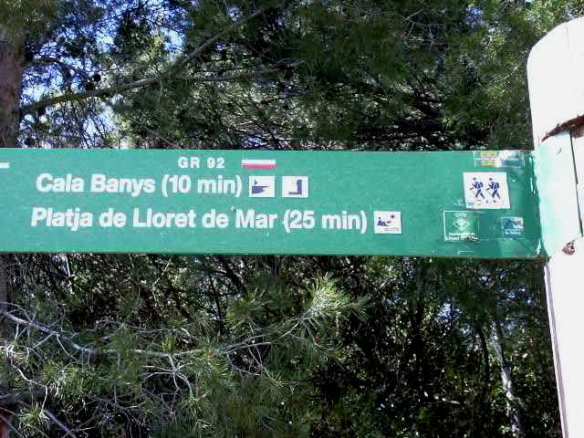 GR 92
Cala Banys (10 min)
Platja de Lloret de Mar (25 min)